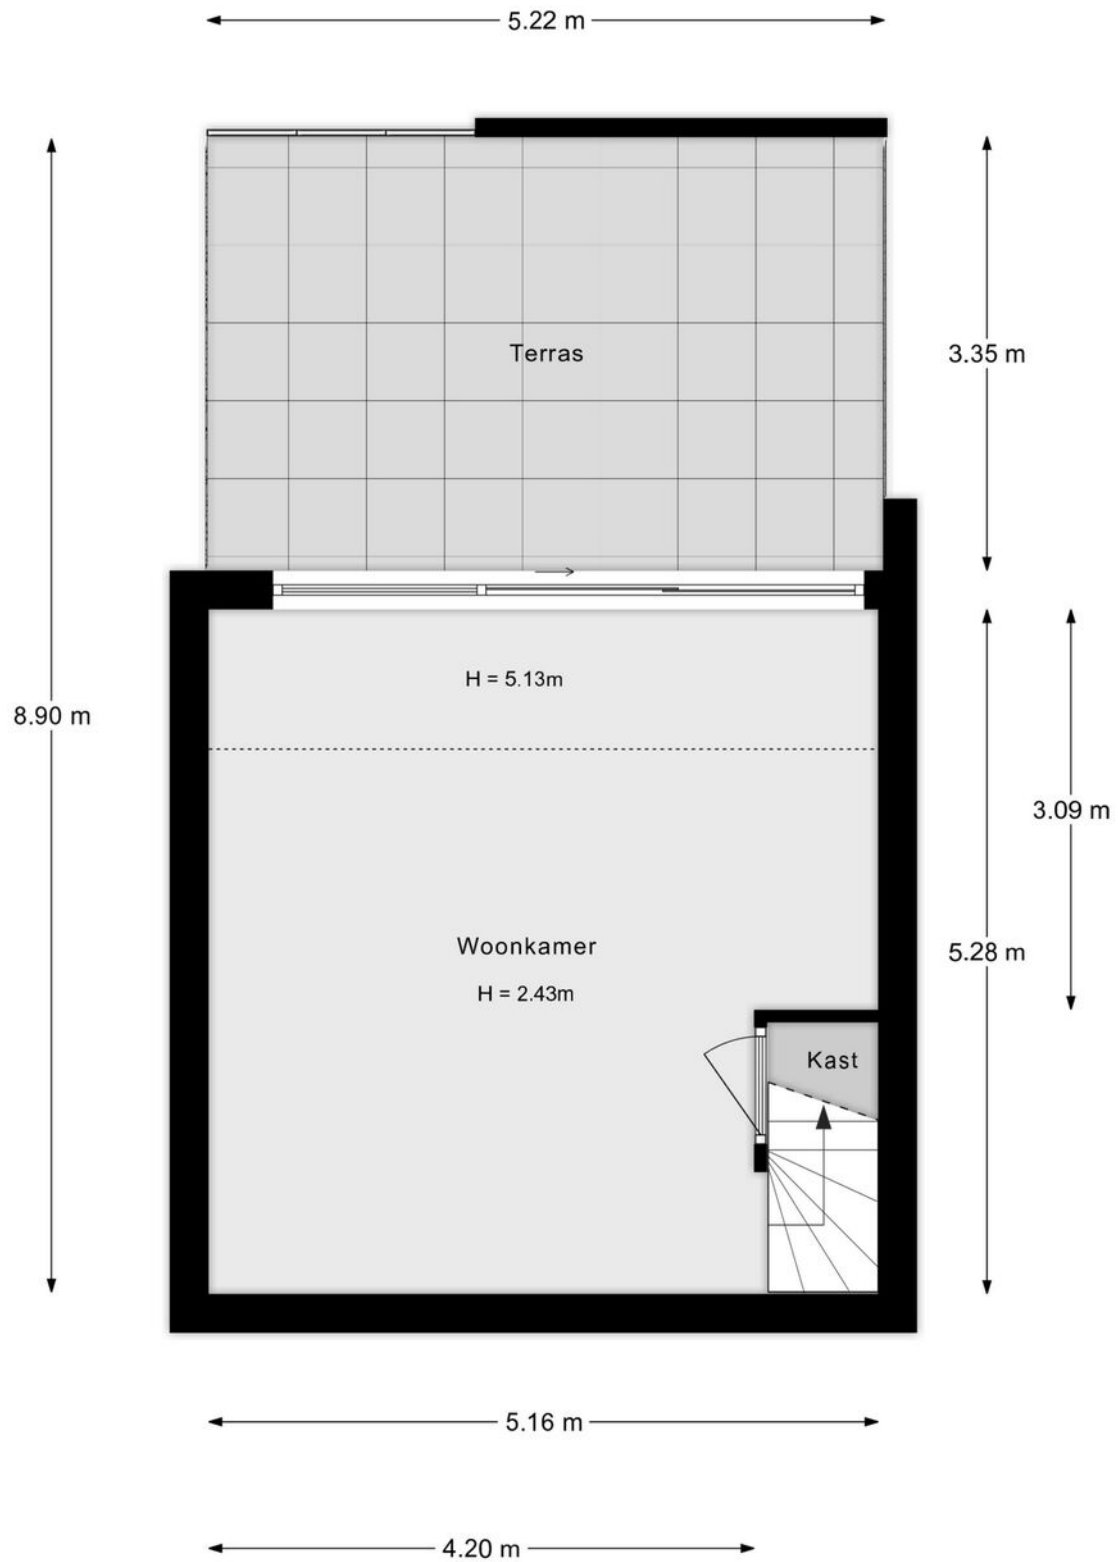 5.22 m
Terras
3.35 m
H = 5.13m
8.90 m
3.09 m
Woonkamer
5.28 m
H = 2.43m
Kast
5.16 m
4.20 m